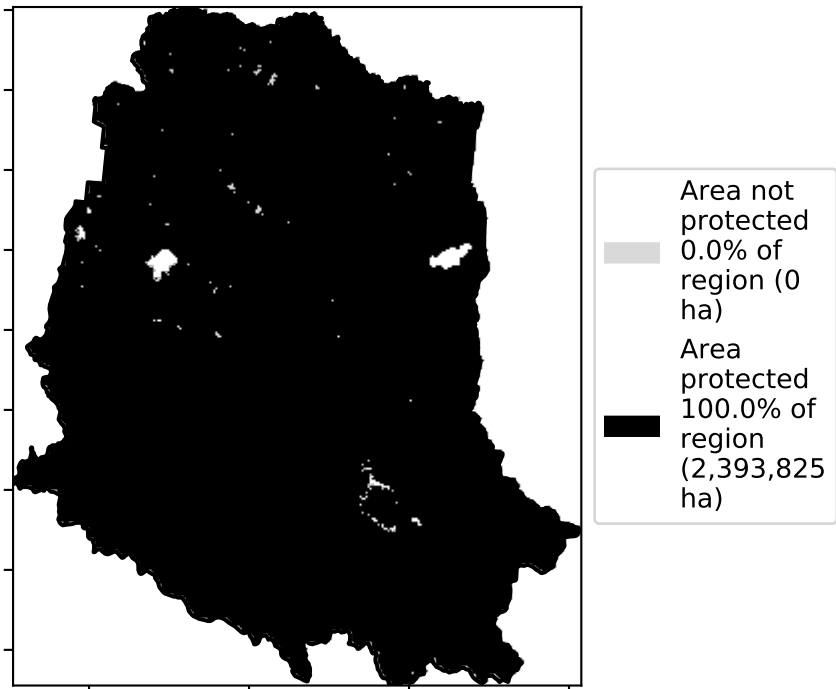 Area not
protected
0.0% of
region (0
ha)
Area
protected
100.0% of
region
(2,393,825
ha)